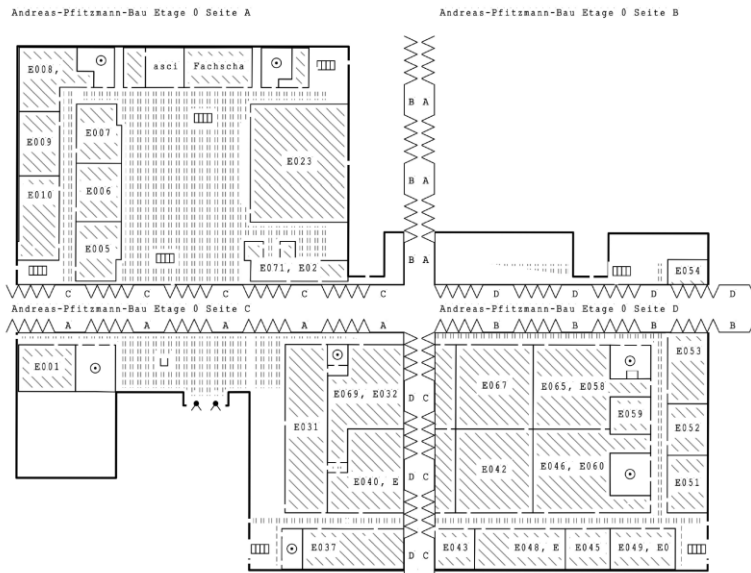 Andreas-Pfitzmann-Bau Etage 0 Seite A
Andreas-Pfitzmann-Bau Etage 0 Seite B
E008,
asci
Fachscha
B A
E009
E007
E023
E010
E006
B A
E005
E071, E02
B A
E054
C C C C C D D D D
Andreas-Pfitzmann-Bau Etage 0 Seite C
Andreas-Pfitzmann-Bau Etage 0 Seite D
A A A A A B B B B
E001
E053
E069, E032
E067
E065, E058
D C
E031
E059
E052
E040, E
E042
E046, E060
D C
E051
E037
D C
E043
E048, E
E045
E049, E0